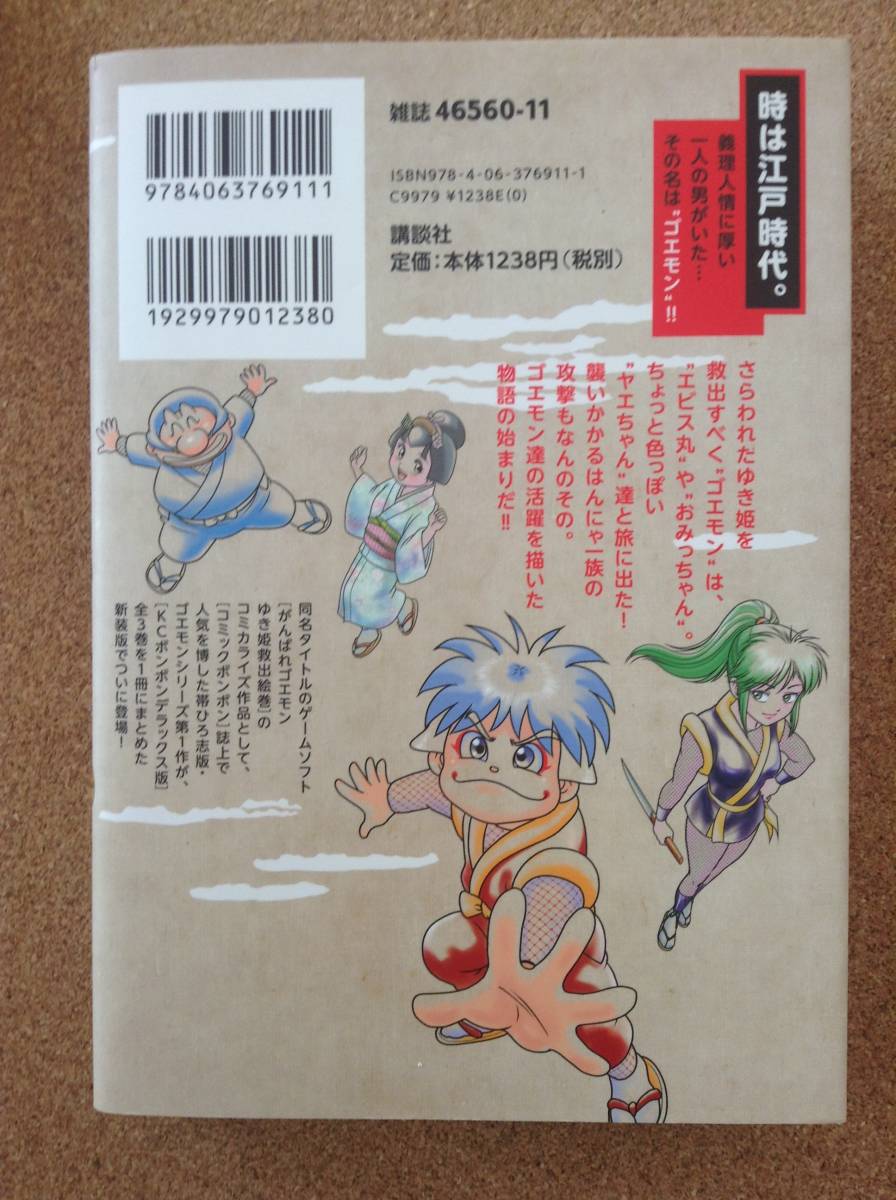 時は江戸時代。
義理人情に厚い
一人の男がいた…
その名は"ゴエモン"!!
雑誌 46560-11
ISBN978-4-06-376911-1
C9979 ¥1238E(0)
講談社
定価：本体1238円（税別）
9784063769111
1929979012380
さらわれたゆき姫を
救出すべく"ゴエモン"は、
"エビス丸"や"おみっちゃん"。
ちょっと色っぽい
"ヤエちゃん"達と旅に出た！
襲いかかるはんにゃ一族の
攻撃もなんのその。
ゴエモン達の活躍を描いた
物語の始まりだ!!
同名タイトルのゲームソフト
［がんばれゴエモン
ゆき姫救出絵巻］の
コミカライズ作品として、
［コミックボンボン］誌上で
人気を博した帯ひろ志版・
ゴエモンシリーズ第1作が、
［KCボンボンデラックス版］
全3巻を1冊にまとめた
新装版でついに登場！